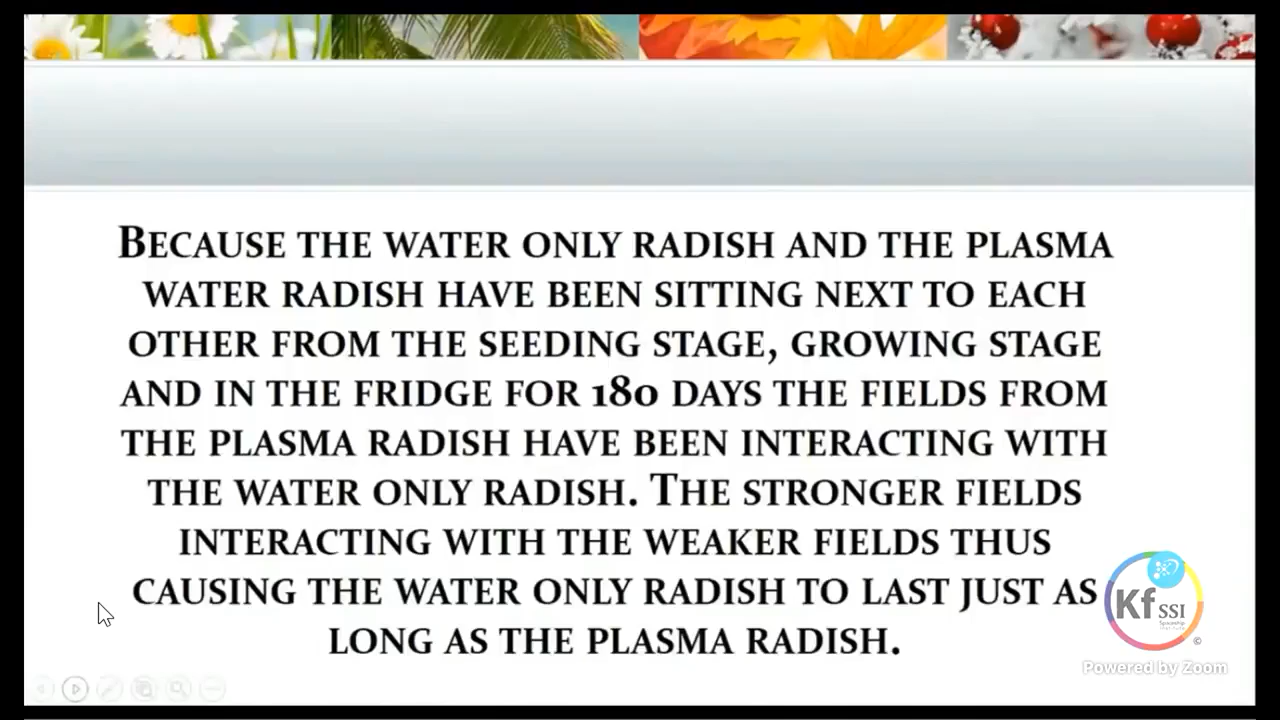 BECAUSE THE WATER ONLY RADISH AND THE PLASMA
WATER RADISH HAVE BEEN SITTING NEXT TO EACH
OTHER FROM THE SEEDING STAGE, GROWING STAGE
AND IN THE FRIDGE FOR 180 DAYS THE FIELDS FROM
THE PLASMA RADISH HAVE BEEN INTERACTING WITH
THE WATER ONLY RADISH. THE STRONGER FIELDS
INTERACTING WITH THE WEAKER FIELDS THUS
CAUSING THE WATER ONLY RADISH TO LAST JUST AS
LONG AS THE PLASMA RADISH.
Kf SSI
Spaceship
Institute
©
Powered by Zoom